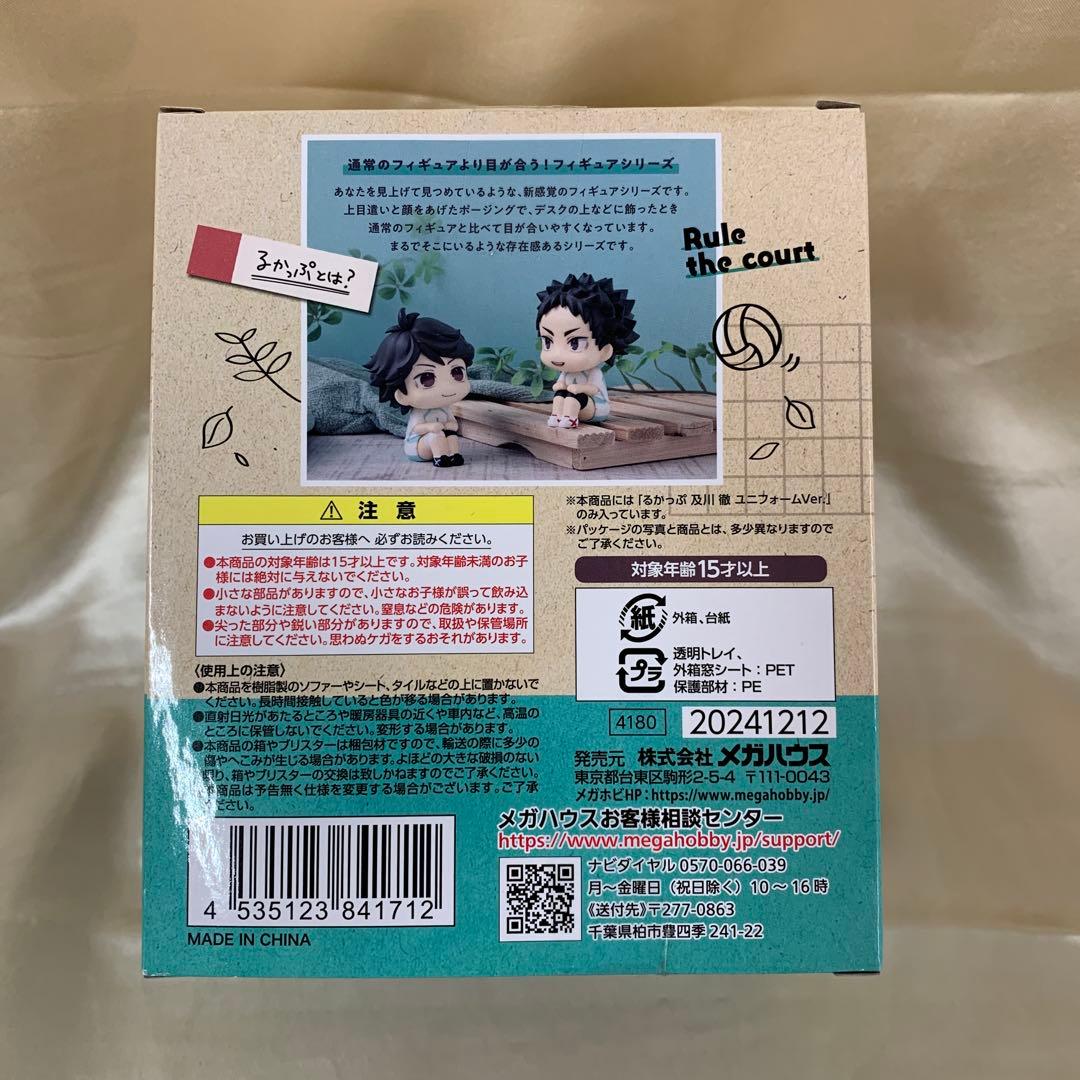 通常のフィギュアより目が合う!フィギュアシリーズ
あなたを見上げて見つめているような、新感覚のフィギュアシリーズです。
上目遣いと顔をあげたポージングで、デスクの上などに飾ったとき
通常のフィギュアと比べて目が合いやすくなっています。
まるでそこにいるような存在感あるシリーズです。
るかっぷとは?
Rule
the court
⚠ 注意
お買い上げのお客様へ 必ずお読みください。
●本商品の対象年齢は15才以上です。対象年齢未満のお子
様には絶対に与えないでください。
●小さな部品がありますので、小さなお子様が誤って飲み込
まないように注意してください。窒息などの危険があります。
●尖った部分や鋭い部分がありますので、取扱や保管場所
に注意してください。思わぬケガをするおそれがあります。
〈使用上の注意〉
●本商品を樹脂製のソファーやシート、タイルなどの上に置かないで
ください。長時間接触していると色が移る場合があります。
●直射日光があたるところや暖房器具の近くや車内など、高温の
ところに保管しないでください。変形する場合があります。
●本商品の箱やブリスターは梱包材ですので、輸送の際に多少の
傷やへこみが生じる場合があります。よほどの大きな破損のない
限り、箱やブリスターの交換は致しかねますのでご了承ください。
本商品は予告無く仕様を変更する場合がございます。ご了承
ください。
4 535123 841712
MADE IN CHINA
※本商品には「るかっぷ 及川 徹 ユニフォームVer.」
のみ入っています。
※パッケージの写真と商品とは、多少異なりますので
ご了承ください。
対象年齢15才以上
紙 外箱、台紙
プラ 透明トレイ、
外箱窓シート:PET
保護部材:PE
4180 20241212
発売元 株式会社 メガハウス
東京都台東区駒形2-5-4 〒111-0043
メガホビHP:https://www.megahobby.jp/
メガハウスお客様相談センター
https://www.megahobby.jp/support/
ナビダイヤル 0570-066-039
月〜金曜日(祝日除く)10〜16時
《送付先》〒277-0863
千葉県柏市豊四季241-22